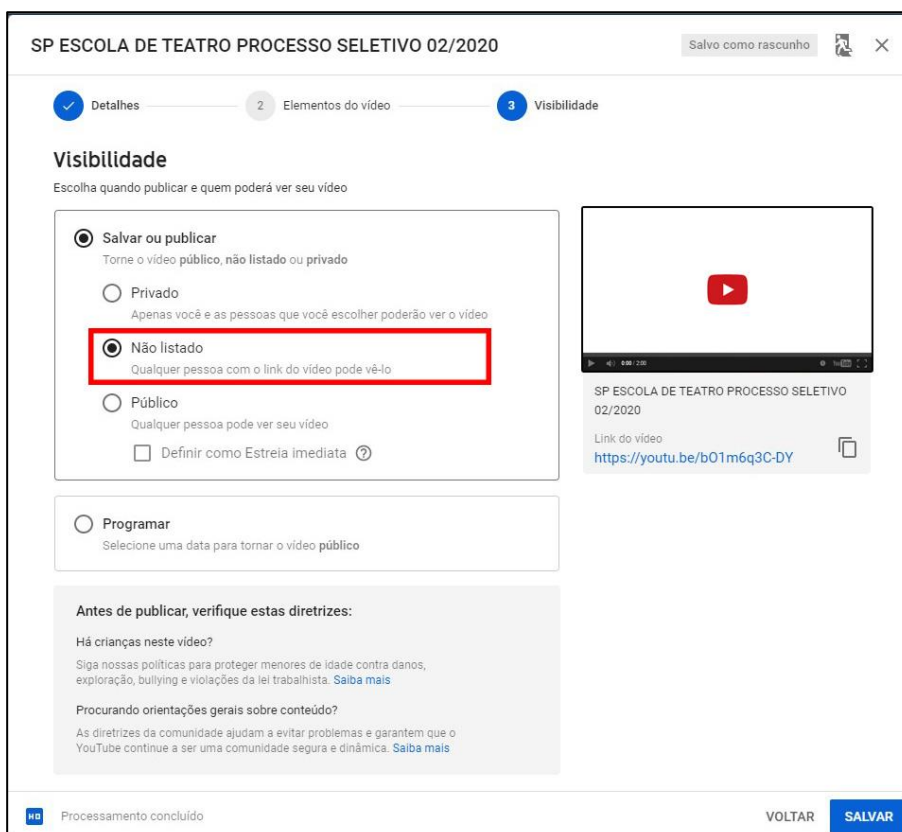 SP ESCOLA DE TEATRO PROCESSO SELETIVO 02/2020
Salvo como rascunho
Detalhes
2 Elementos do vídeo
3 Visibilidade
Visibilidade
Escolha quando publicar e quem poderá ver seu vídeo
Salvar ou publicar
Torne o vídeo público, não listado ou privado
Privado
Apenas você e as pessoas que você escolher poderão ver o vídeo
Não listado
Qualquer pessoa com o link do vídeo pode vê-lo
Público
Qualquer pessoa pode ver seu vídeo
Definir como Estreia imediata ?
0:00 / 2:00
YouTube
SP ESCOLA DE TEATRO PROCESSO SELETIVO
02/2020
Link do vídeo
https://youtu.be/bO1m6q3C-DY
Programar
Selecione uma data para tornar o vídeo público
Antes de publicar, verifique estas diretrizes:
Há crianças neste vídeo?
Siga nossas políticas para proteger menores de idade contra danos,
exploração, bullying e violações da lei trabalhista. Saiba mais
Procurando orientações gerais sobre conteúdo?
As diretrizes da comunidade ajudam a evitar problemas e garantem que o
YouTube continue a ser uma comunidade segura e dinâmica. Saiba mais
HD Processamento concluído
VOLTAR
SALVAR